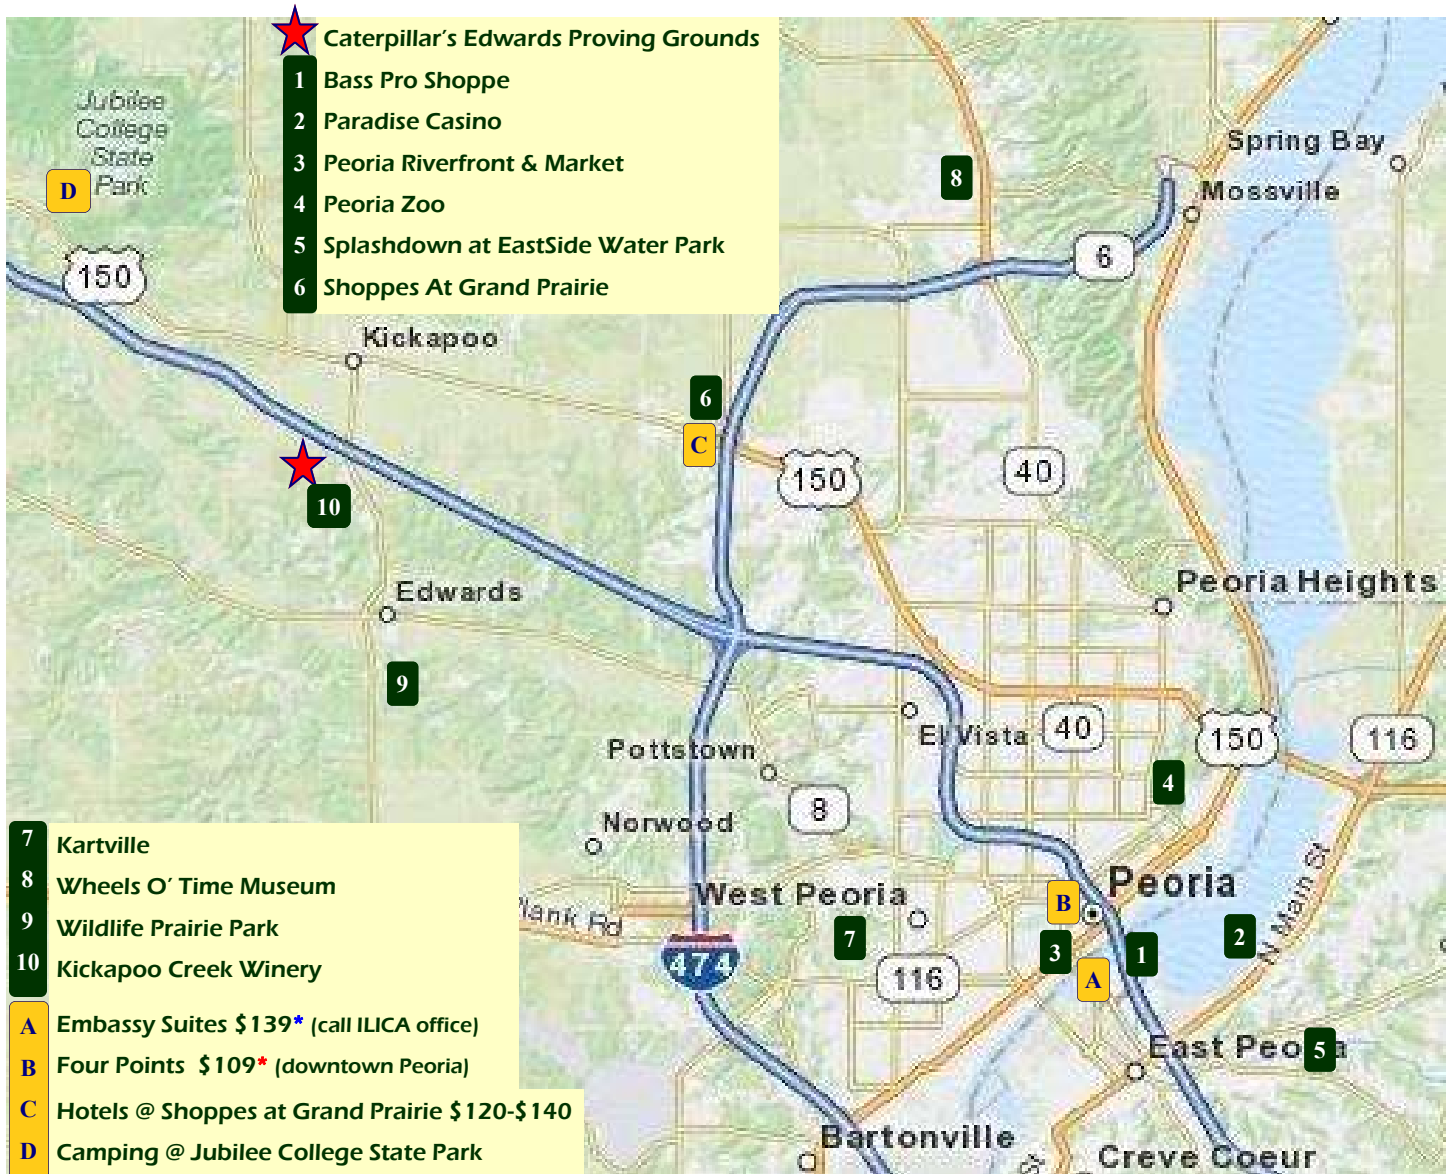 Caterpillar's Edwards Proving Grounds
1 Bass Pro Shoppe
2 Paradise Casino
3 Peoria Riverfront & Market
4 Peoria Zoo
5 Splashdown at EastSide Water Park
6 Shoppes At Grand Prairie
Jubilee
College
State
Park
D
150
Kickapoo
8
Spring Bay
Mossville
6
6
C
150
40
10
Edwards
9
Peoria Heights
El Vista
40
150
116
Pottstown
8
4
Norwood
West Peoria
Plank Rd
7
116
474
B
Peoria
3
A
1
2
N Main St
East Peoria
5
Bartonville
Creve Coeur
7 Kartville
8 Wheels O' Time Museum
9 Wildlife Prairie Park
10 Kickapoo Creek Winery
A Embassy Suites $139* (call ILICA office)
B Four Points $109* (downtown Peoria)
C Hotels @ Shoppes at Grand Prairie $120-$140
D Camping @ Jubilee College State Park